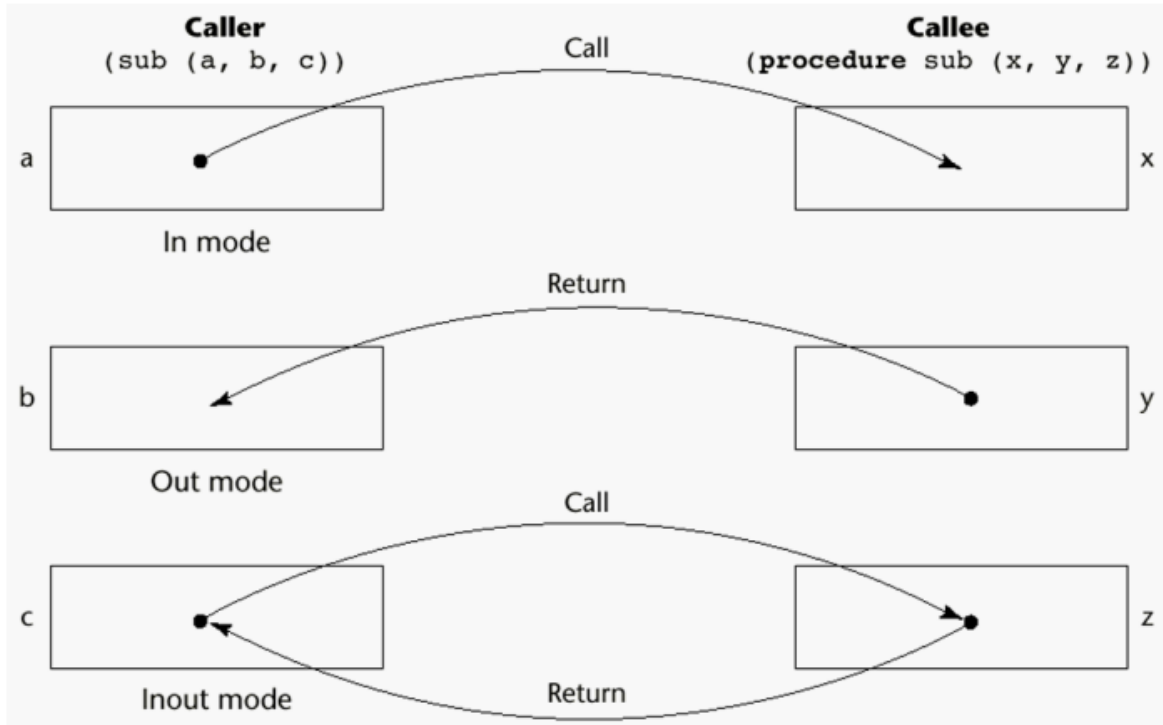 Caller
Callee
(sub (a, b, c))
Call
(procedure sub (x, y, z))
a
x
In mode
Return
b
y
Out mode
Call
c
z
Return
Inout mode